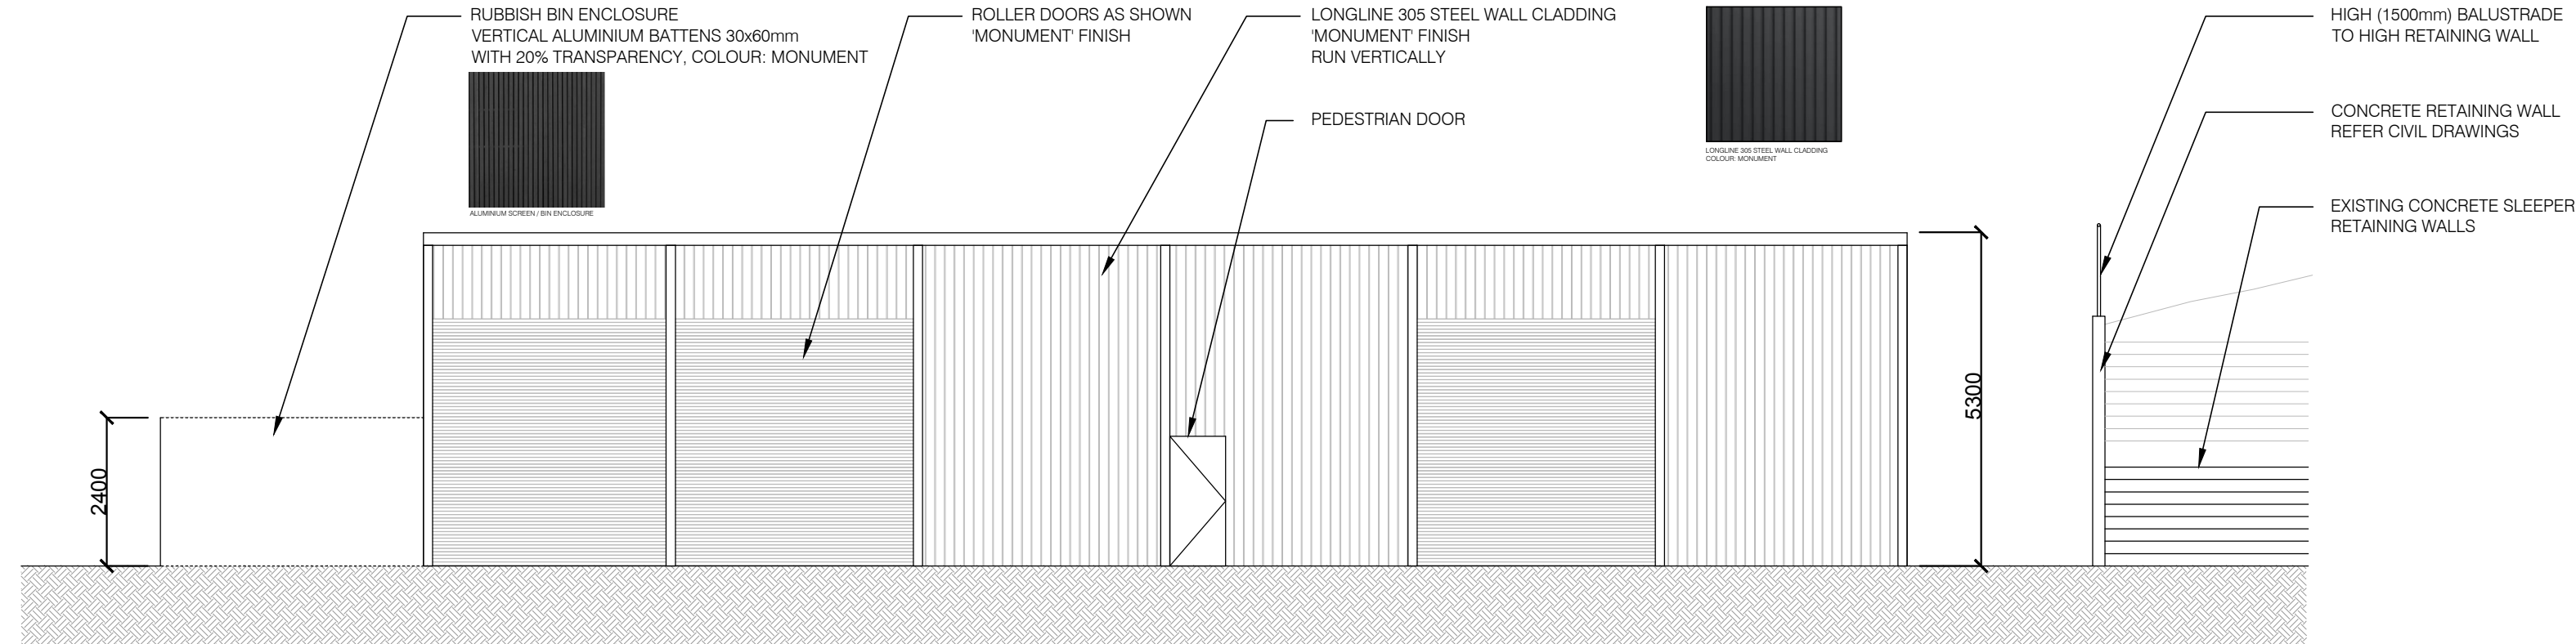 RUBBISH BIN ENCLOSURE
VERTICAL ALUMINIUM BATTENS 30x60mm
WITH 20% TRANSPARENCY, COLOUR: MONUMENT
ALUMINIUM SCREEN / BIN ENCLOSURE
ROLLER DOORS AS SHOWN
'MONUMENT' FINISH
LONGLINE 305 STEEL WALL CLADDING
'MONUMENT' FINISH
RUN VERTICALLY
PEDESTRIAN DOOR
LONGLINE 305 STEEL WALL CLADDING
COLOUR: MONUMENT
HIGH (1500mm) BALUSTRADE
TO HIGH RETAINING WALL
CONCRETE RETAINING WALL
REFER CIVIL DRAWINGS
EXISTING CONCRETE SLEEPER
RETAINING WALLS
2400
5300